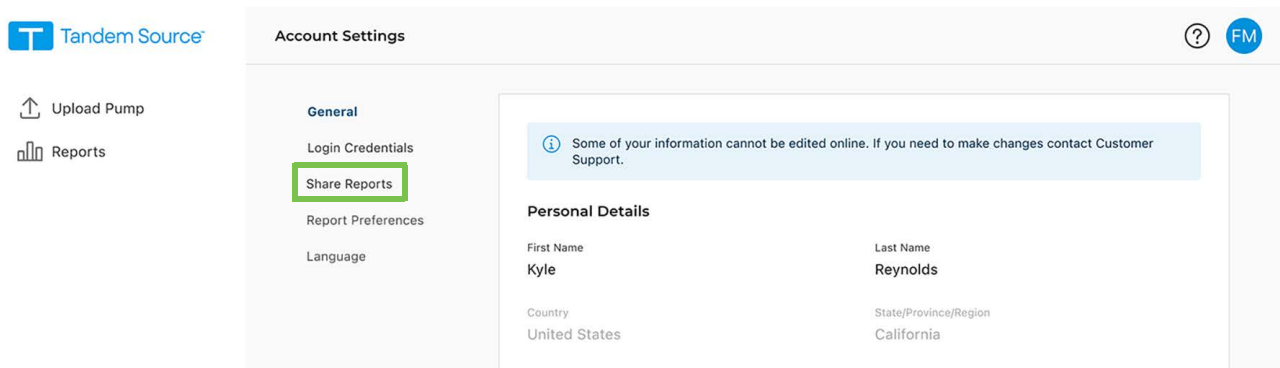 Tandem Source™
Account Settings
?
FM
Upload Pump
Reports
General
Login Credentials
Share Reports
Report Preferences
Language
Some of your information cannot be edited online. If you need to make changes contact Customer
Support.
Personal Details
First Name
Last Name
Kyle
Reynolds
Country
State/Province/Region
United States
California